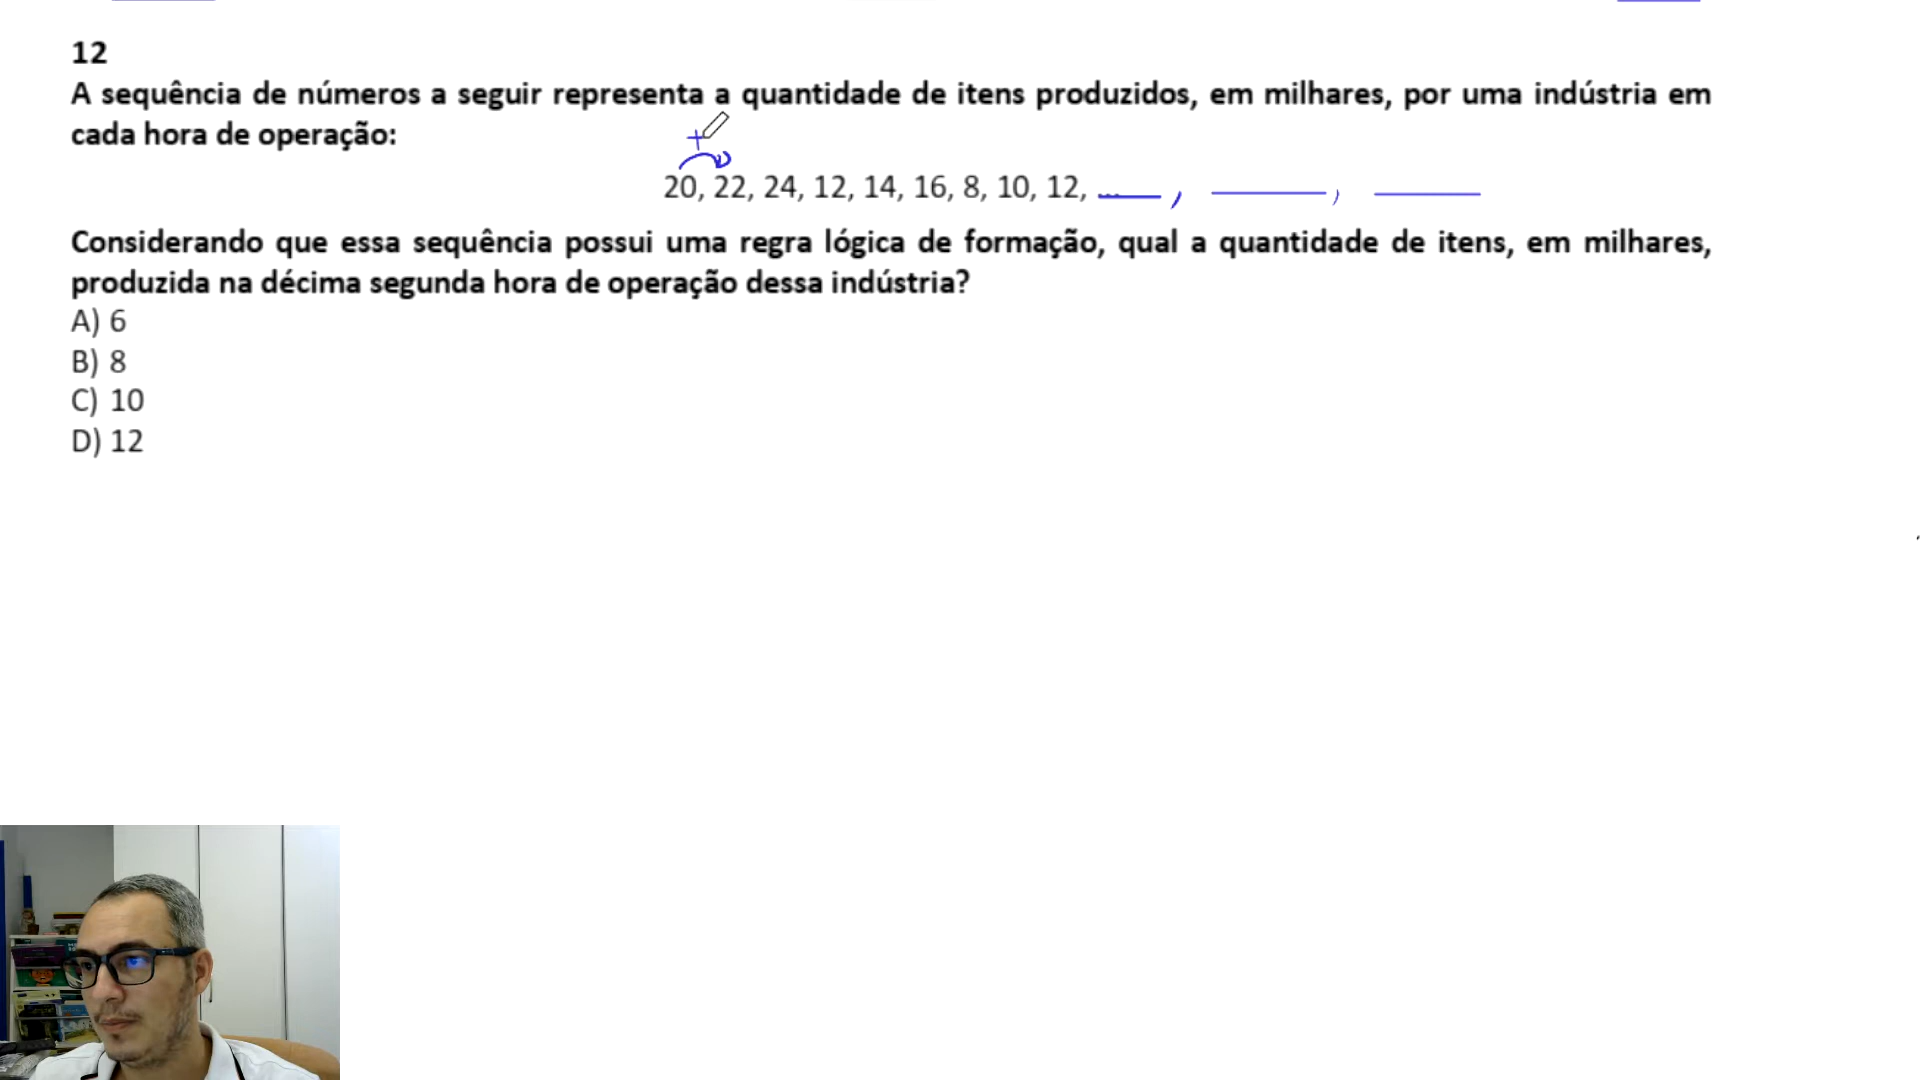 12
A sequência de números a seguir representa a quantidade de itens produzidos, em milhares, por uma indústria em
cada hora de operação:
+
20, 22, 24, 12, 14, 16, 8, 10, 12, ... , ,
Considerando que essa sequência possui uma regra lógica de formação, qual a quantidade de itens, em milhares,
produzida na décima segunda hora de operação dessa indústria?
A) 6
B) 8
C) 10
D) 12